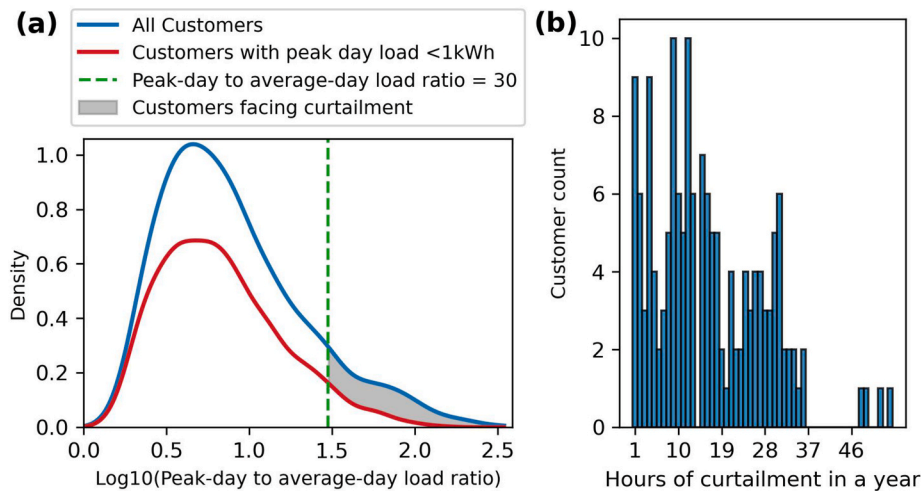 (a)
All Customers
Customers with peak day load <1kWh
Peak-day to average-day load ratio = 30
Customers facing curtailment
1.0
0.8
0.6
0.4
0.2
0.0
Density
0.0 0.5 1.0 1.5 2.0 2.5
Log10(Peak-day to average-day load ratio)
(b)
10
8
6
4
2
0
Customer count
1 10 19 28 37 46
Hours of curtailment in a year